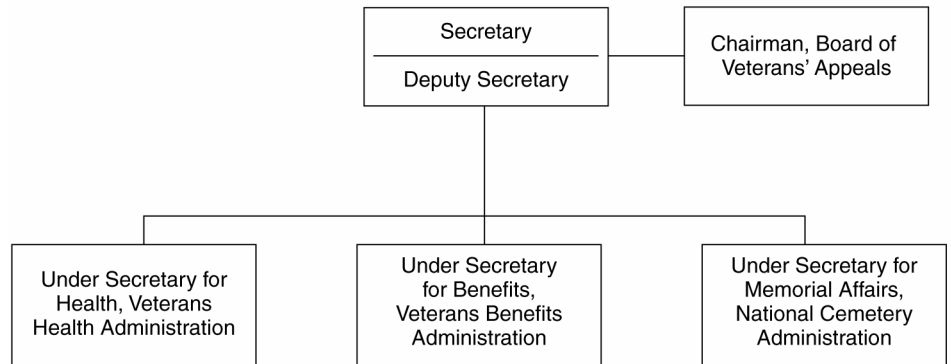 Secretary
Deputy Secretary
Chairman, Board of
Veterans’ Appeals
Under Secretary for
Health, Veterans
Health Administration
Under Secretary
for Benefits,
Veterans Benefits
Administration
Under Secretary for
Memorial Affairs,
National Cemetery
Administration